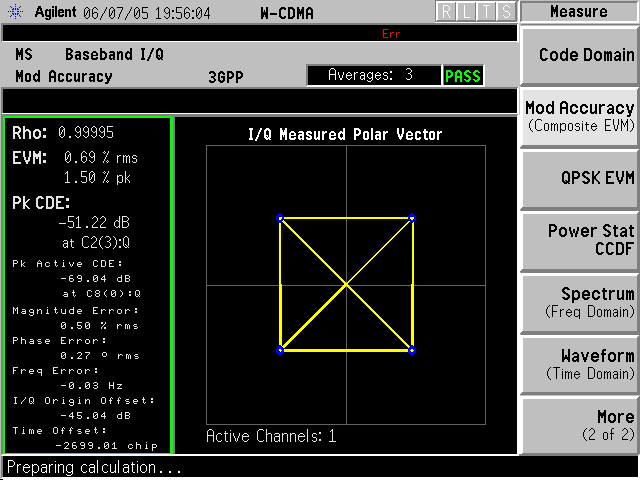 Agilent 06/07/05 19:56:04 W-CDMA R L T S Measure
Err
MS Baseband I/Q
Mod Accuracy 3GPP Averages: 3 PASS
Rho: 0.99995
EVM: 0.69 % rms
1.50 % pk
Pk CDE:
-51.22 dB
at C2(3):Q
Pk Active CDE:
-69.04 dB
at C8(0):Q
Magnitude Error:
0.50 % rms
Phase Error:
0.27 º rms
Freq Error:
-0.03 Hz
I/Q Origin Offset:
-45.04 dB
Time Offset:
-2699.01 chip
I/Q Measured Polar Vector
Active Channels: 1
Code Domain
Mod Accuracy
(Composite EVM)
QPSK EVM
Power Stat
CCDF
Spectrum
(Freq Domain)
Waveform
(Time Domain)
More
(2 of 2)
Preparing calculation...